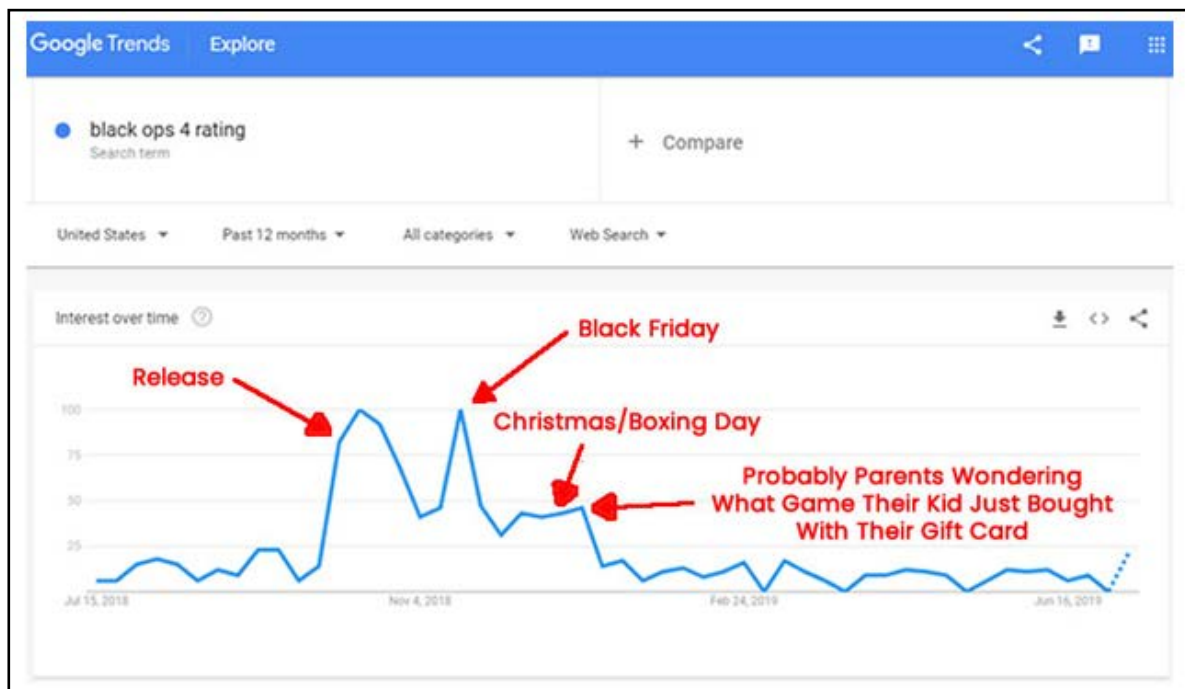 Google Trends Explore
black ops 4 rating
Search term
+ Compare
United States
Past 12 months
All categories
Web Search
Interest over time
Black Friday
Release
Christmas/Boxing Day
Probably Parents Wondering
What Game Their Kid Just Bought
With Their Gift Card
100
75
50
25
Jul 15, 2018
Nov 4, 2018
Feb 24, 2019
Jun 16, 2019